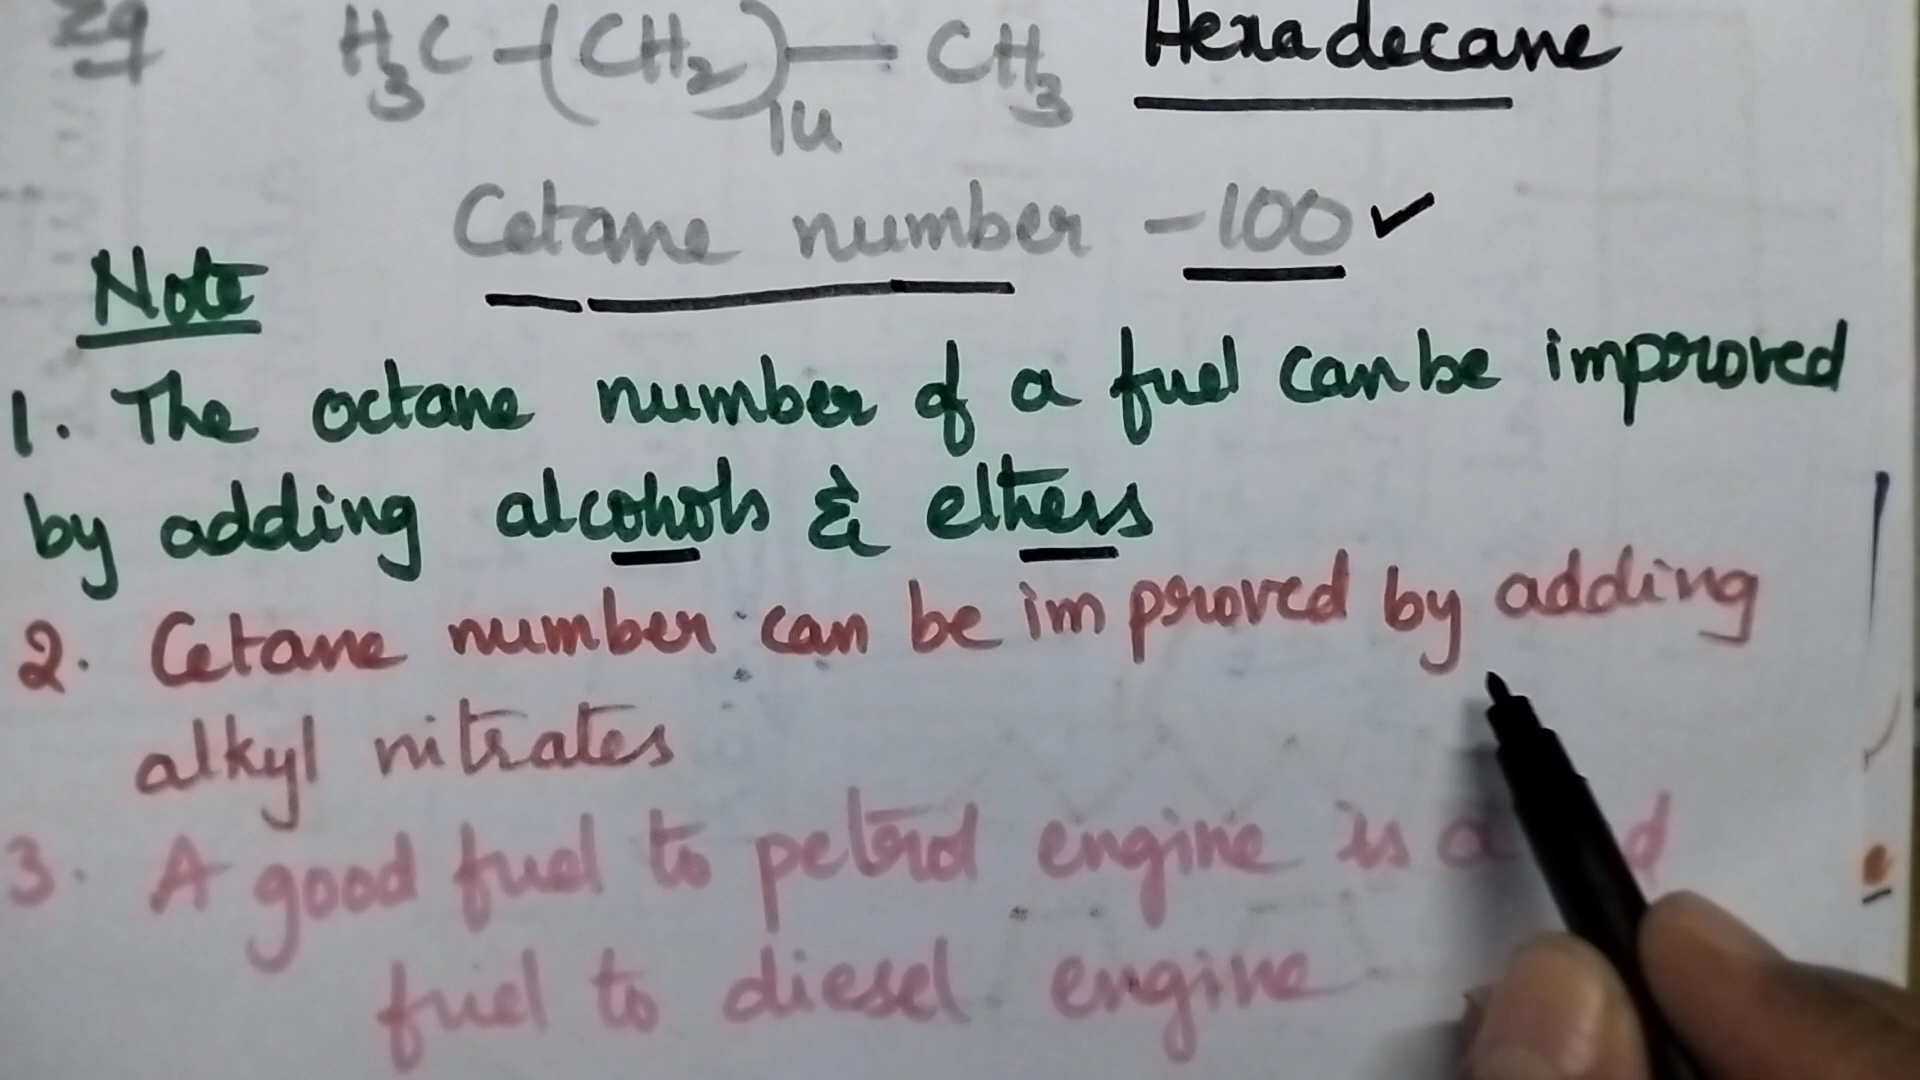 Eg H3C-(CH2)14-CH3 Hexadecane
Cetane number -100 ✓
Note
1. The octane number of a fuel can be improved
by adding alcohols & ethers
2. Cetane number can be improved by adding
alkyl nitrates
3. A good fuel to petrol engine is a
fuel to diesel engine